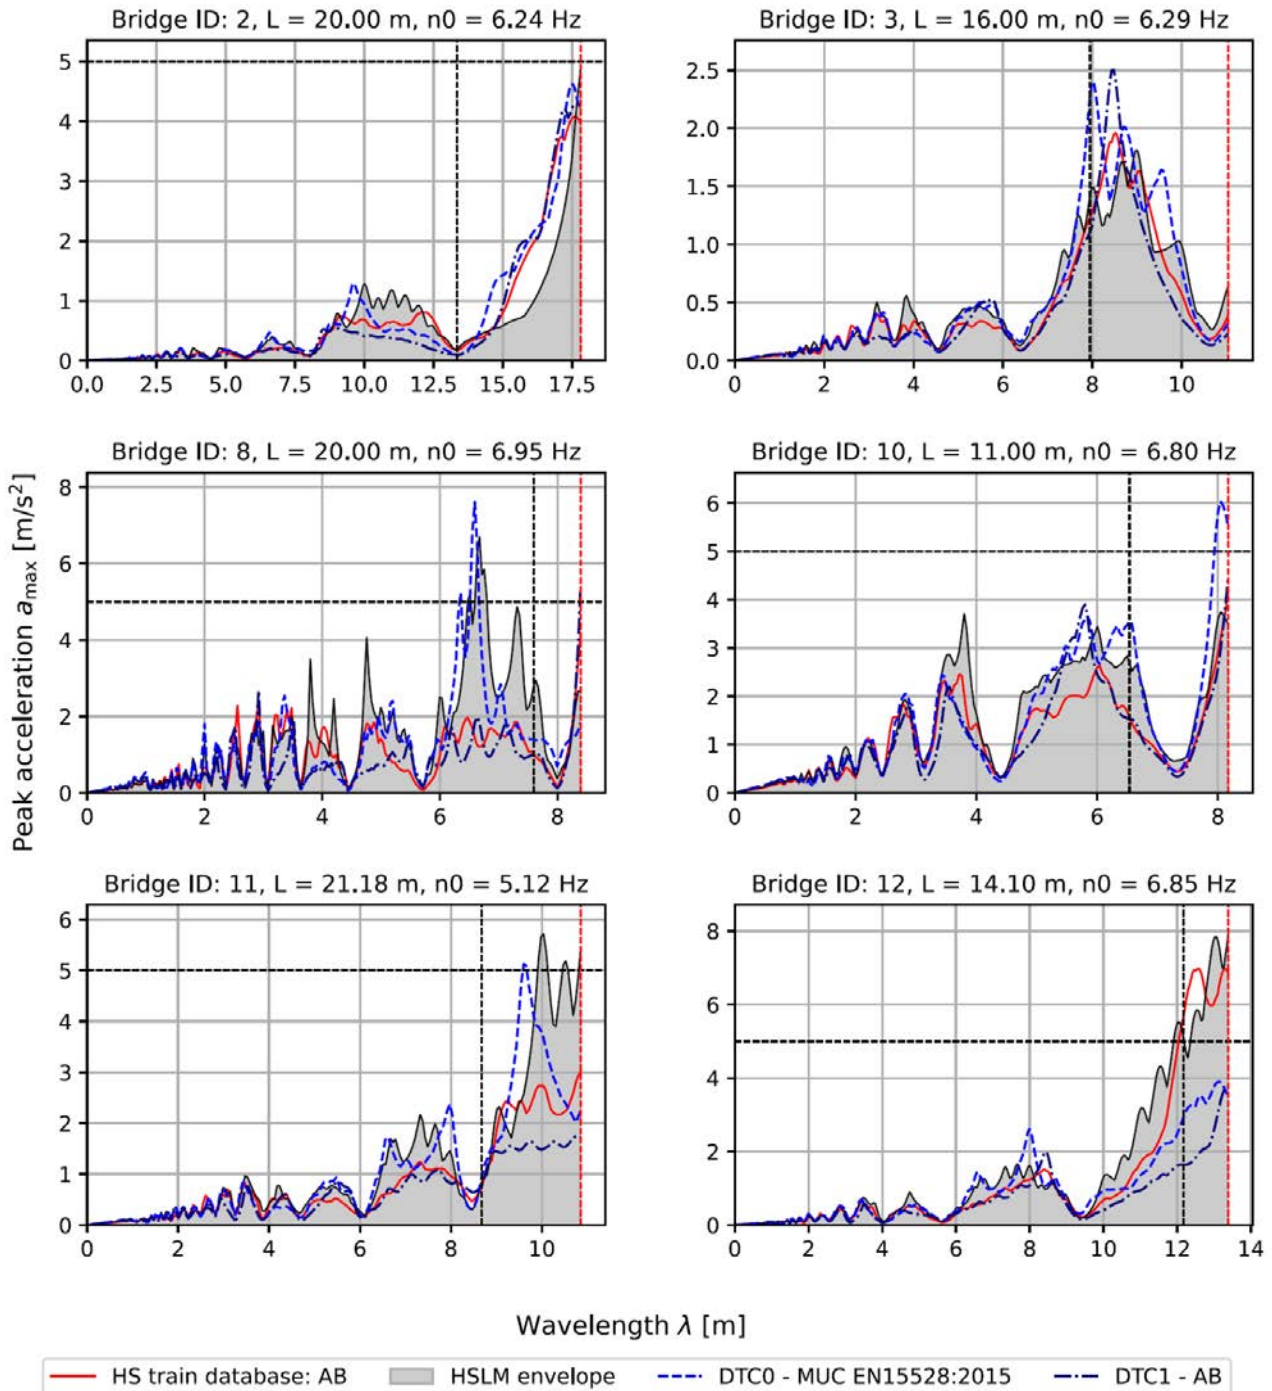 Bridge ID: 2, L = 20.00 m, n0 = 6.24 Hz
5
4
3
2
1
0
0.0 2.5 5.0 7.5 10.0 12.5 15.0 17.5
Bridge ID: 3, L = 16.00 m, n0 = 6.29 Hz
2.5
2.0
1.5
1.0
0.5
0.0
0 2 4 6 8 10
Peak acceleration a_max [m/s²]
Bridge ID: 8, L = 20.00 m, n0 = 6.95 Hz
8
6
4
2
0
0 2 4 6 8
Bridge ID: 10, L = 11.00 m, n0 = 6.80 Hz
6
5
4
3
2
1
0
0 2 4 6 8
Bridge ID: 11, L = 21.18 m, n0 = 5.12 Hz
6
5
4
3
2
1
0
0 2 4 6 8 10
Bridge ID: 12, L = 14.10 m, n0 = 6.85 Hz
8
6
4
2
0
0 2 4 6 8 10 12 14
Wavelength λ [m]
HS train database: AB HSLM envelope DTC0 - MUC EN15528:2015 DTC1 - AB